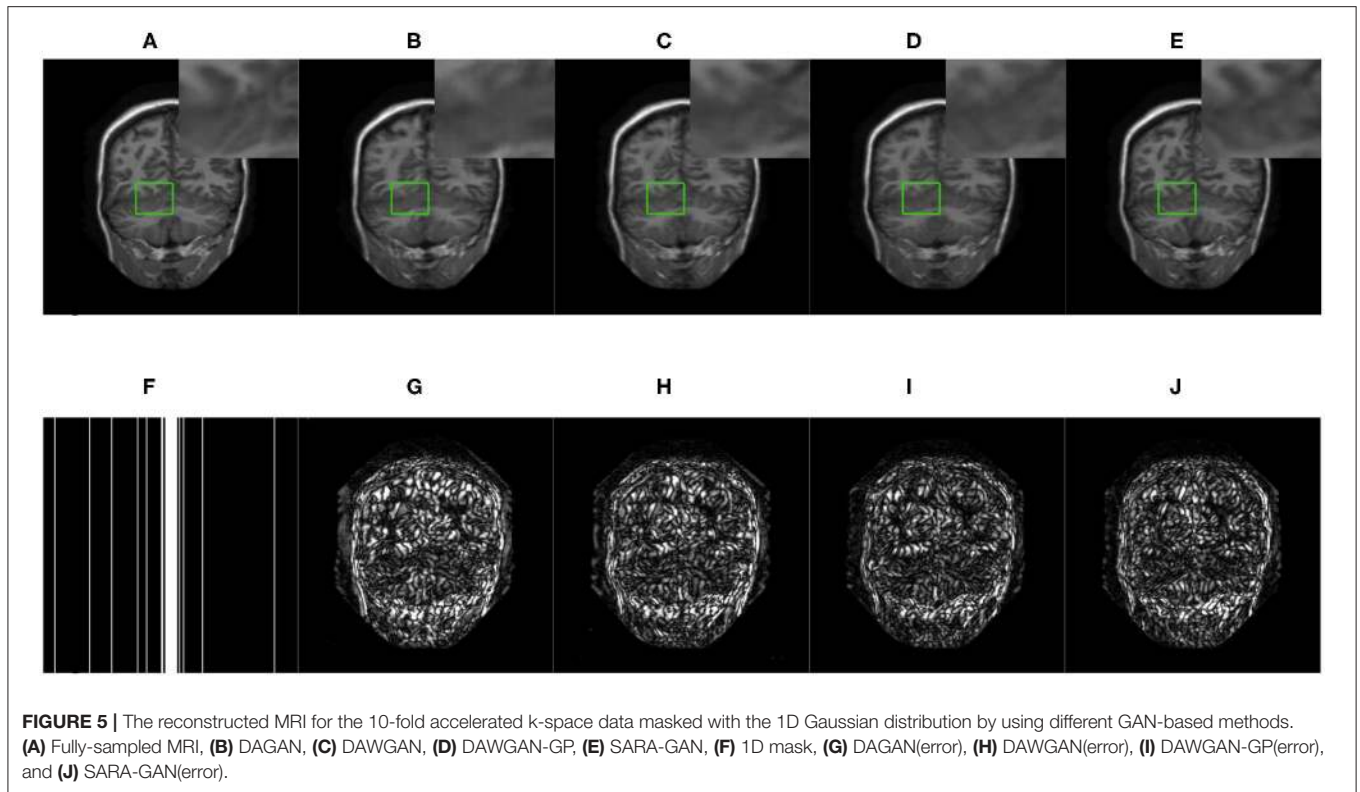 A B C D E
F G H I J
FIGURE 5 | The reconstructed MRI for the 10-fold accelerated k-space data masked with the 1D Gaussian distribution by using different GAN-based methods.
(A) Fully-sampled MRI, (B) DAGAN, (C) DAWGAN, (D) DAWGAN-GP, (E) SARA-GAN, (F) 1D mask, (G) DAGAN(error), (H) DAWGAN(error), (I) DAWGAN-GP(error),
and (J) SARA-GAN(error).